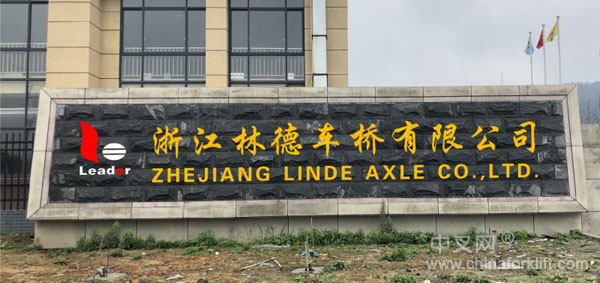 浙江林德车桥有限公司
Leader
ZHEJIANG LINDE AXLE CO.,LTD.
中叉网®
www.chinaforklift.com